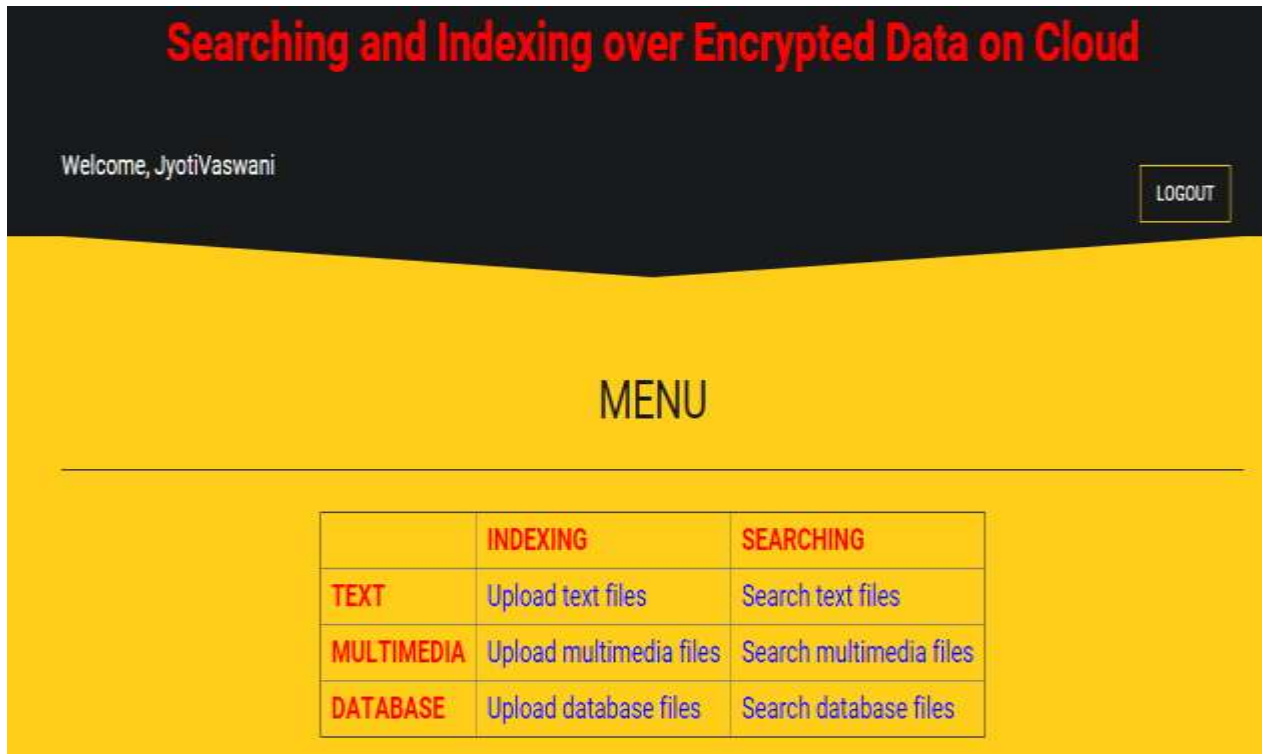 Searching and Indexing over Encrypted Data on Cloud
Welcome, JyotiVaswani
LOGOUT
MENU
INDEXING SEARCHING
TEXT Upload text files Search text files
MULTIMEDIA Upload multimedia files Search multimedia files
DATABASE Upload database files Search database files